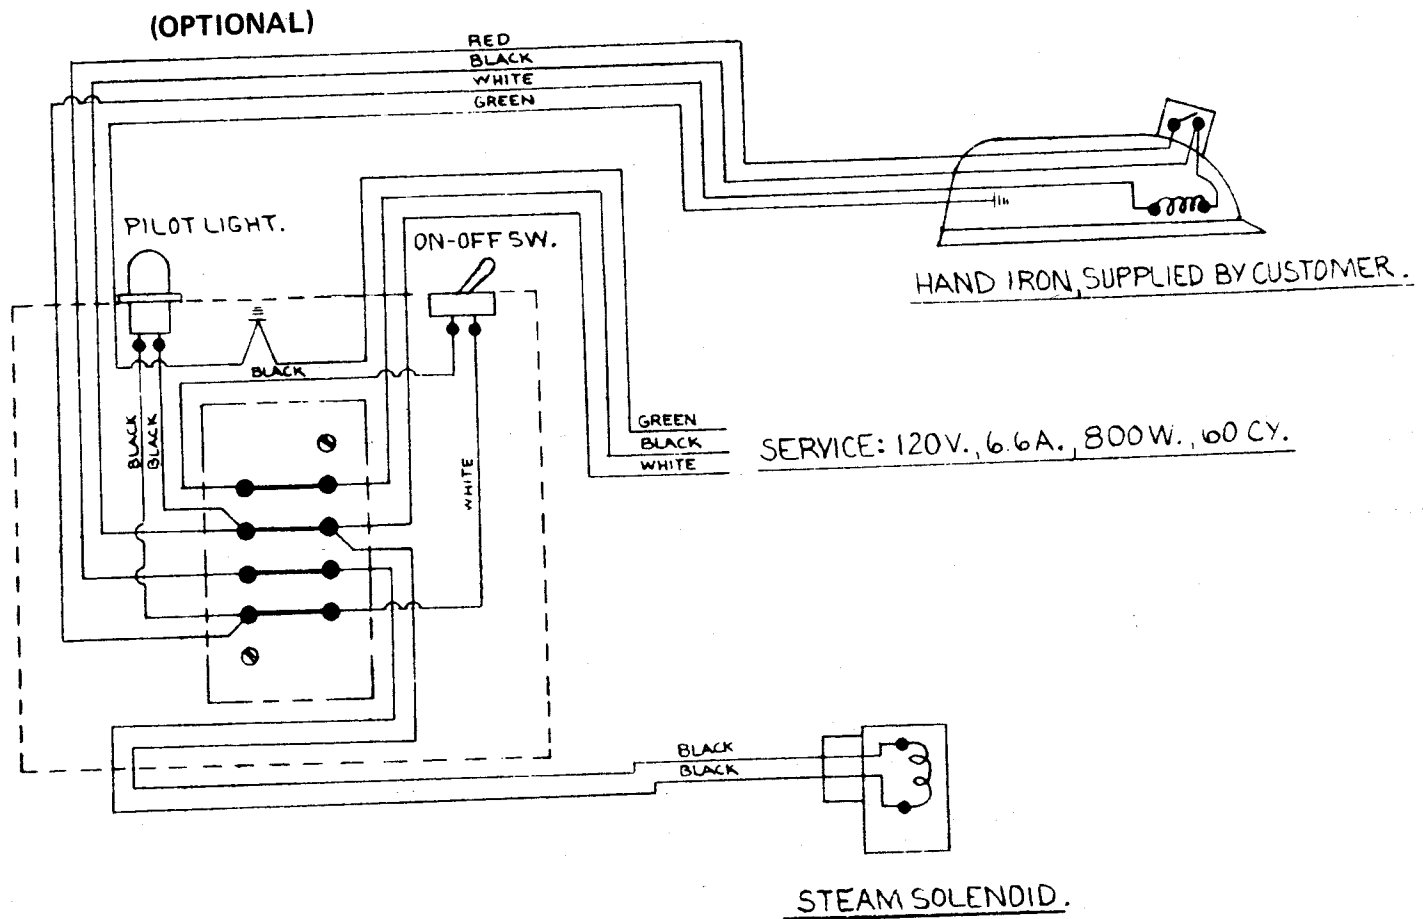 (OPTIONAL)
RED
BLACK
WHITE
GREEN
PILOT LIGHT.
ON-OFF SW.
HAND IRON, SUPPLIED BY CUSTOMER.
BLACK
BLACK
BLACK
WHITE
GREEN
BLACK
WHITE
SERVICE: 120V., 6.6A., 800W., 60 CY.
BLACK
BLACK
STEAM SOLENOID.